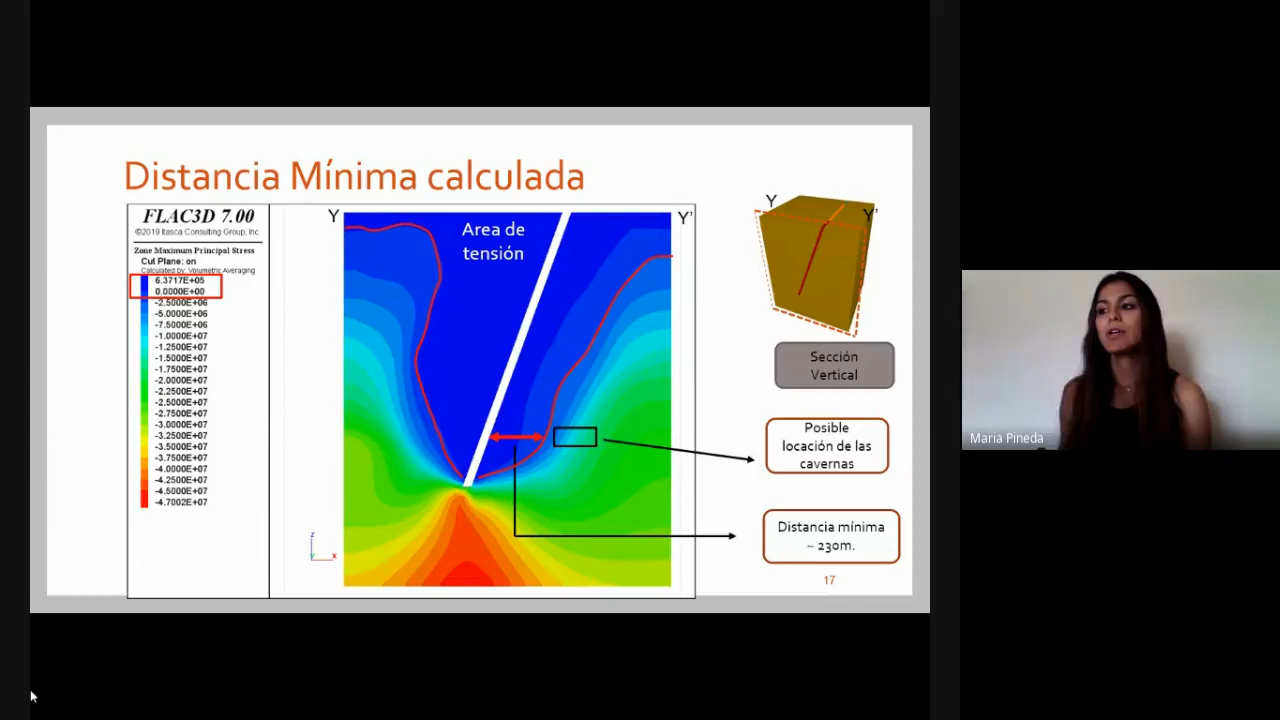 Distancia Mínima calculada
FLAC3D 7.00
©2019 Itasca Consulting Group, Inc
Zone Maximum Principal Stress
Cut Plane: on
Calculated by: Volumetric Averaging
6.3717E+05
0.0000E+00
-2.5000E+06
-5.0000E+06
-7.5000E+06
-1.0000E+07
-1.2500E+07
-1.5000E+07
-1.7500E+07
-2.0000E+07
-2.2500E+07
-2.5000E+07
-2.7500E+07
-3.0000E+07
-3.2500E+07
-3.5000E+07
-3.7500E+07
-4.0000E+07
-4.2500E+07
-4.5000E+07
-4.7002E+07
Y
Y'
Area de
tensión
z
Y
x
Y
Y'
Sección
Vertical
Posible
locación de las
cavernas
Distancia mínima
~ 230m.
17
Maria Pineda